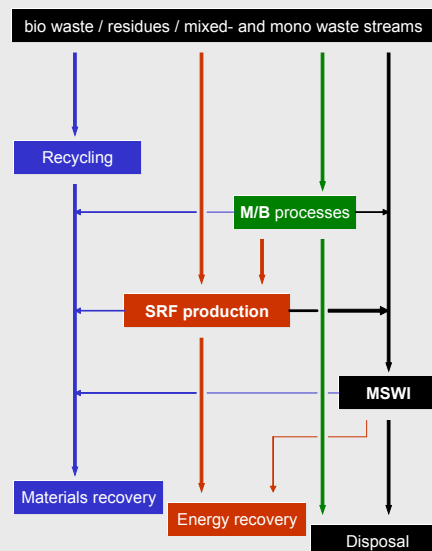 bio waste / residues / mixed- and mono waste streams
Recycling
M/B processes
SRF production
MSWI
Materials recovery
Energy recovery
Disposal